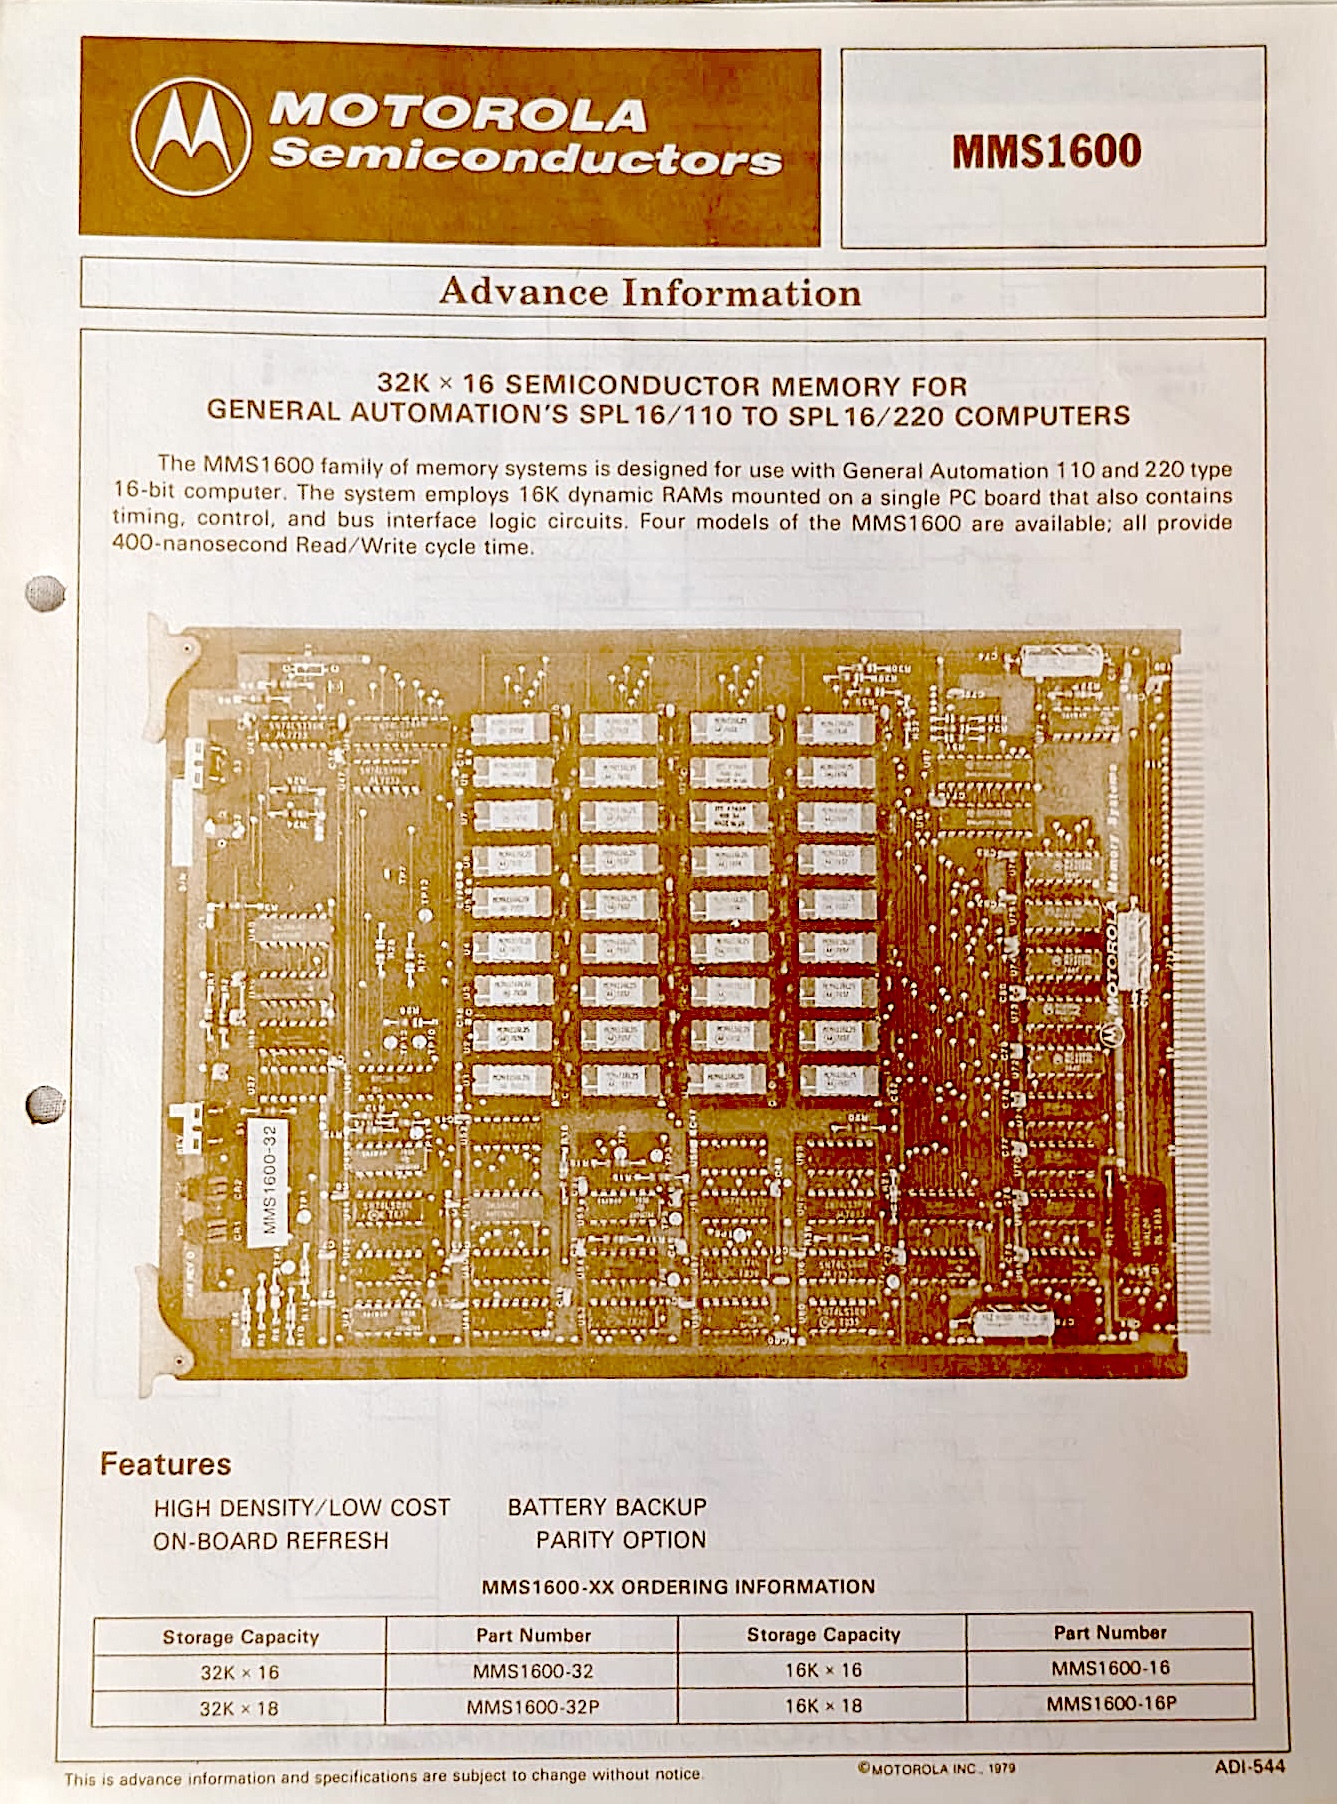 MOTOROLA
Semiconductors
MMS1600
Advance Information
32K × 16 SEMICONDUCTOR MEMORY FOR
GENERAL AUTOMATION'S SPL16/110 TO SPL16/220 COMPUTERS
The MMS1600 family of memory systems is designed for use with General Automation 110 and 220 type
16-bit computer. The system employs 16K dynamic RAMs mounted on a single PC board that also contains
timing, control, and bus interface logic circuits. Four models of the MMS1600 are available; all provide
400-nanosecond Read/Write cycle time.
MOTOROLA Memory Systems
MMS1600-32
Features
HIGH DENSITY/LOW COST BATTERY BACKUP
ON-BOARD REFRESH PARITY OPTION
MMS1600-XX ORDERING INFORMATION
Storage Capacity Part Number Storage Capacity Part Number
32K × 16 MMS1600-32 16K × 16 MMS1600-16
32K × 18 MMS1600-32P 16K × 18 MMS1600-16P
This is advance information and specifications are subject to change without notice.
©MOTOROLA INC., 1979
ADI-544